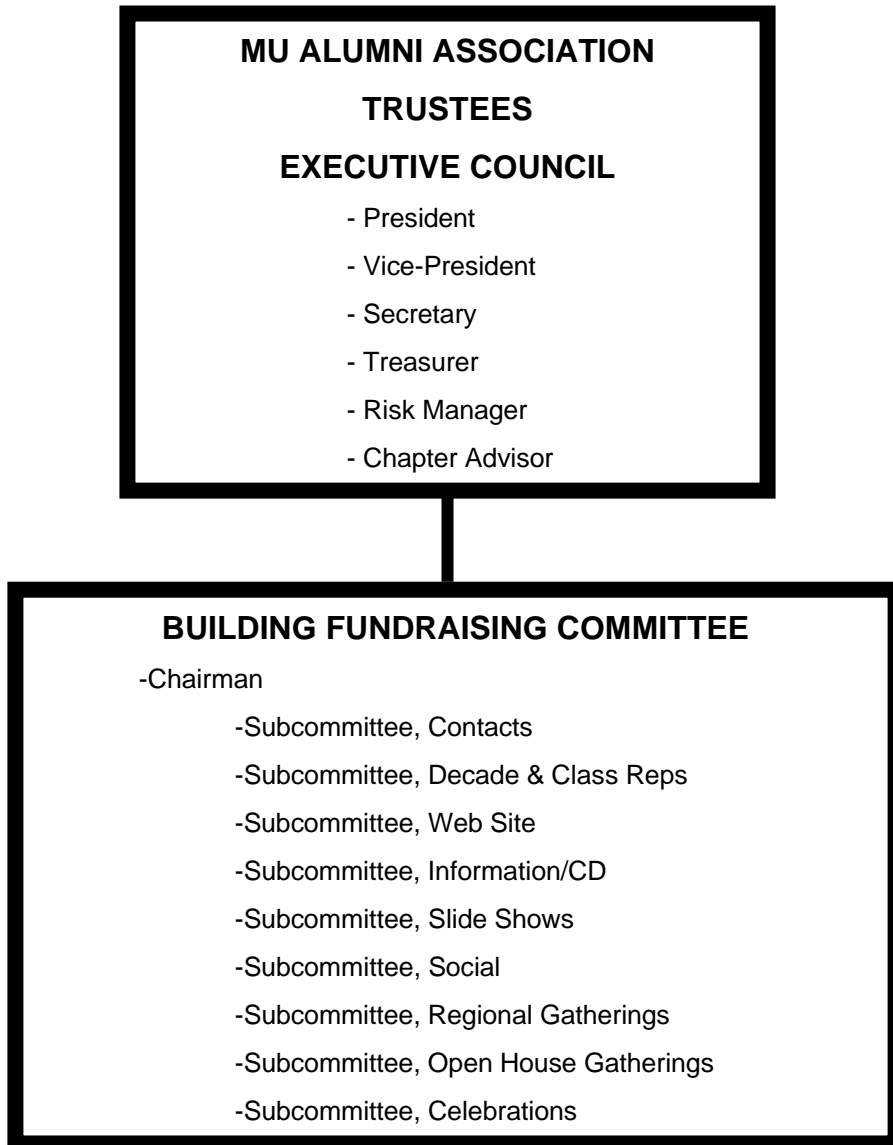 MU ALUMNI ASSOCIATION
TRUSTEES
EXECUTIVE COUNCIL
- President
- Vice-President
- Secretary
- Treasurer
- Risk Manager
- Chapter Advisor
BUILDING FUNDRAISING COMMITTEE
-Chairman
-Subcommittee, Contacts
-Subcommittee, Decade & Class Reps
-Subcommittee, Web Site
-Subcommittee, Information/CD
-Subcommittee, Slide Shows
-Subcommittee, Social
-Subcommittee, Regional Gatherings
-Subcommittee, Open House Gatherings
-Subcommittee, Celebrations